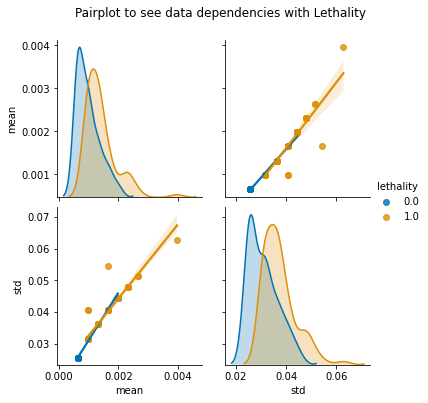 Pairplot to see data dependencies with Lethality
0.004
0.003
0.002
0.001
mean
lethality
0.0
1.0
0.07
0.06
0.05
0.04
0.03
std
0.000 0.002 0.004
mean
0.02 0.04 0.06
std